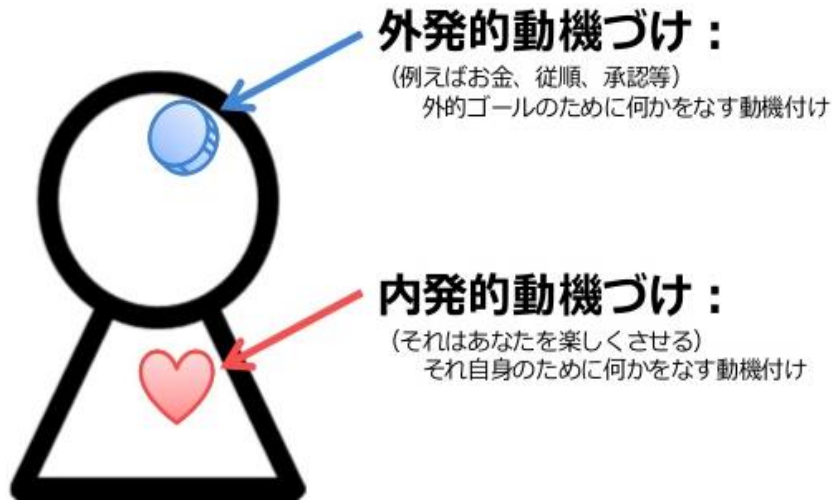 外発的動機づけ：
（例えばお金、従順、承認等）
外的ゴールのために何かをなす動機付け
内発的動機づけ：
（それはあなたを楽しくさせる）
それ自身のために何かをなす動機付け